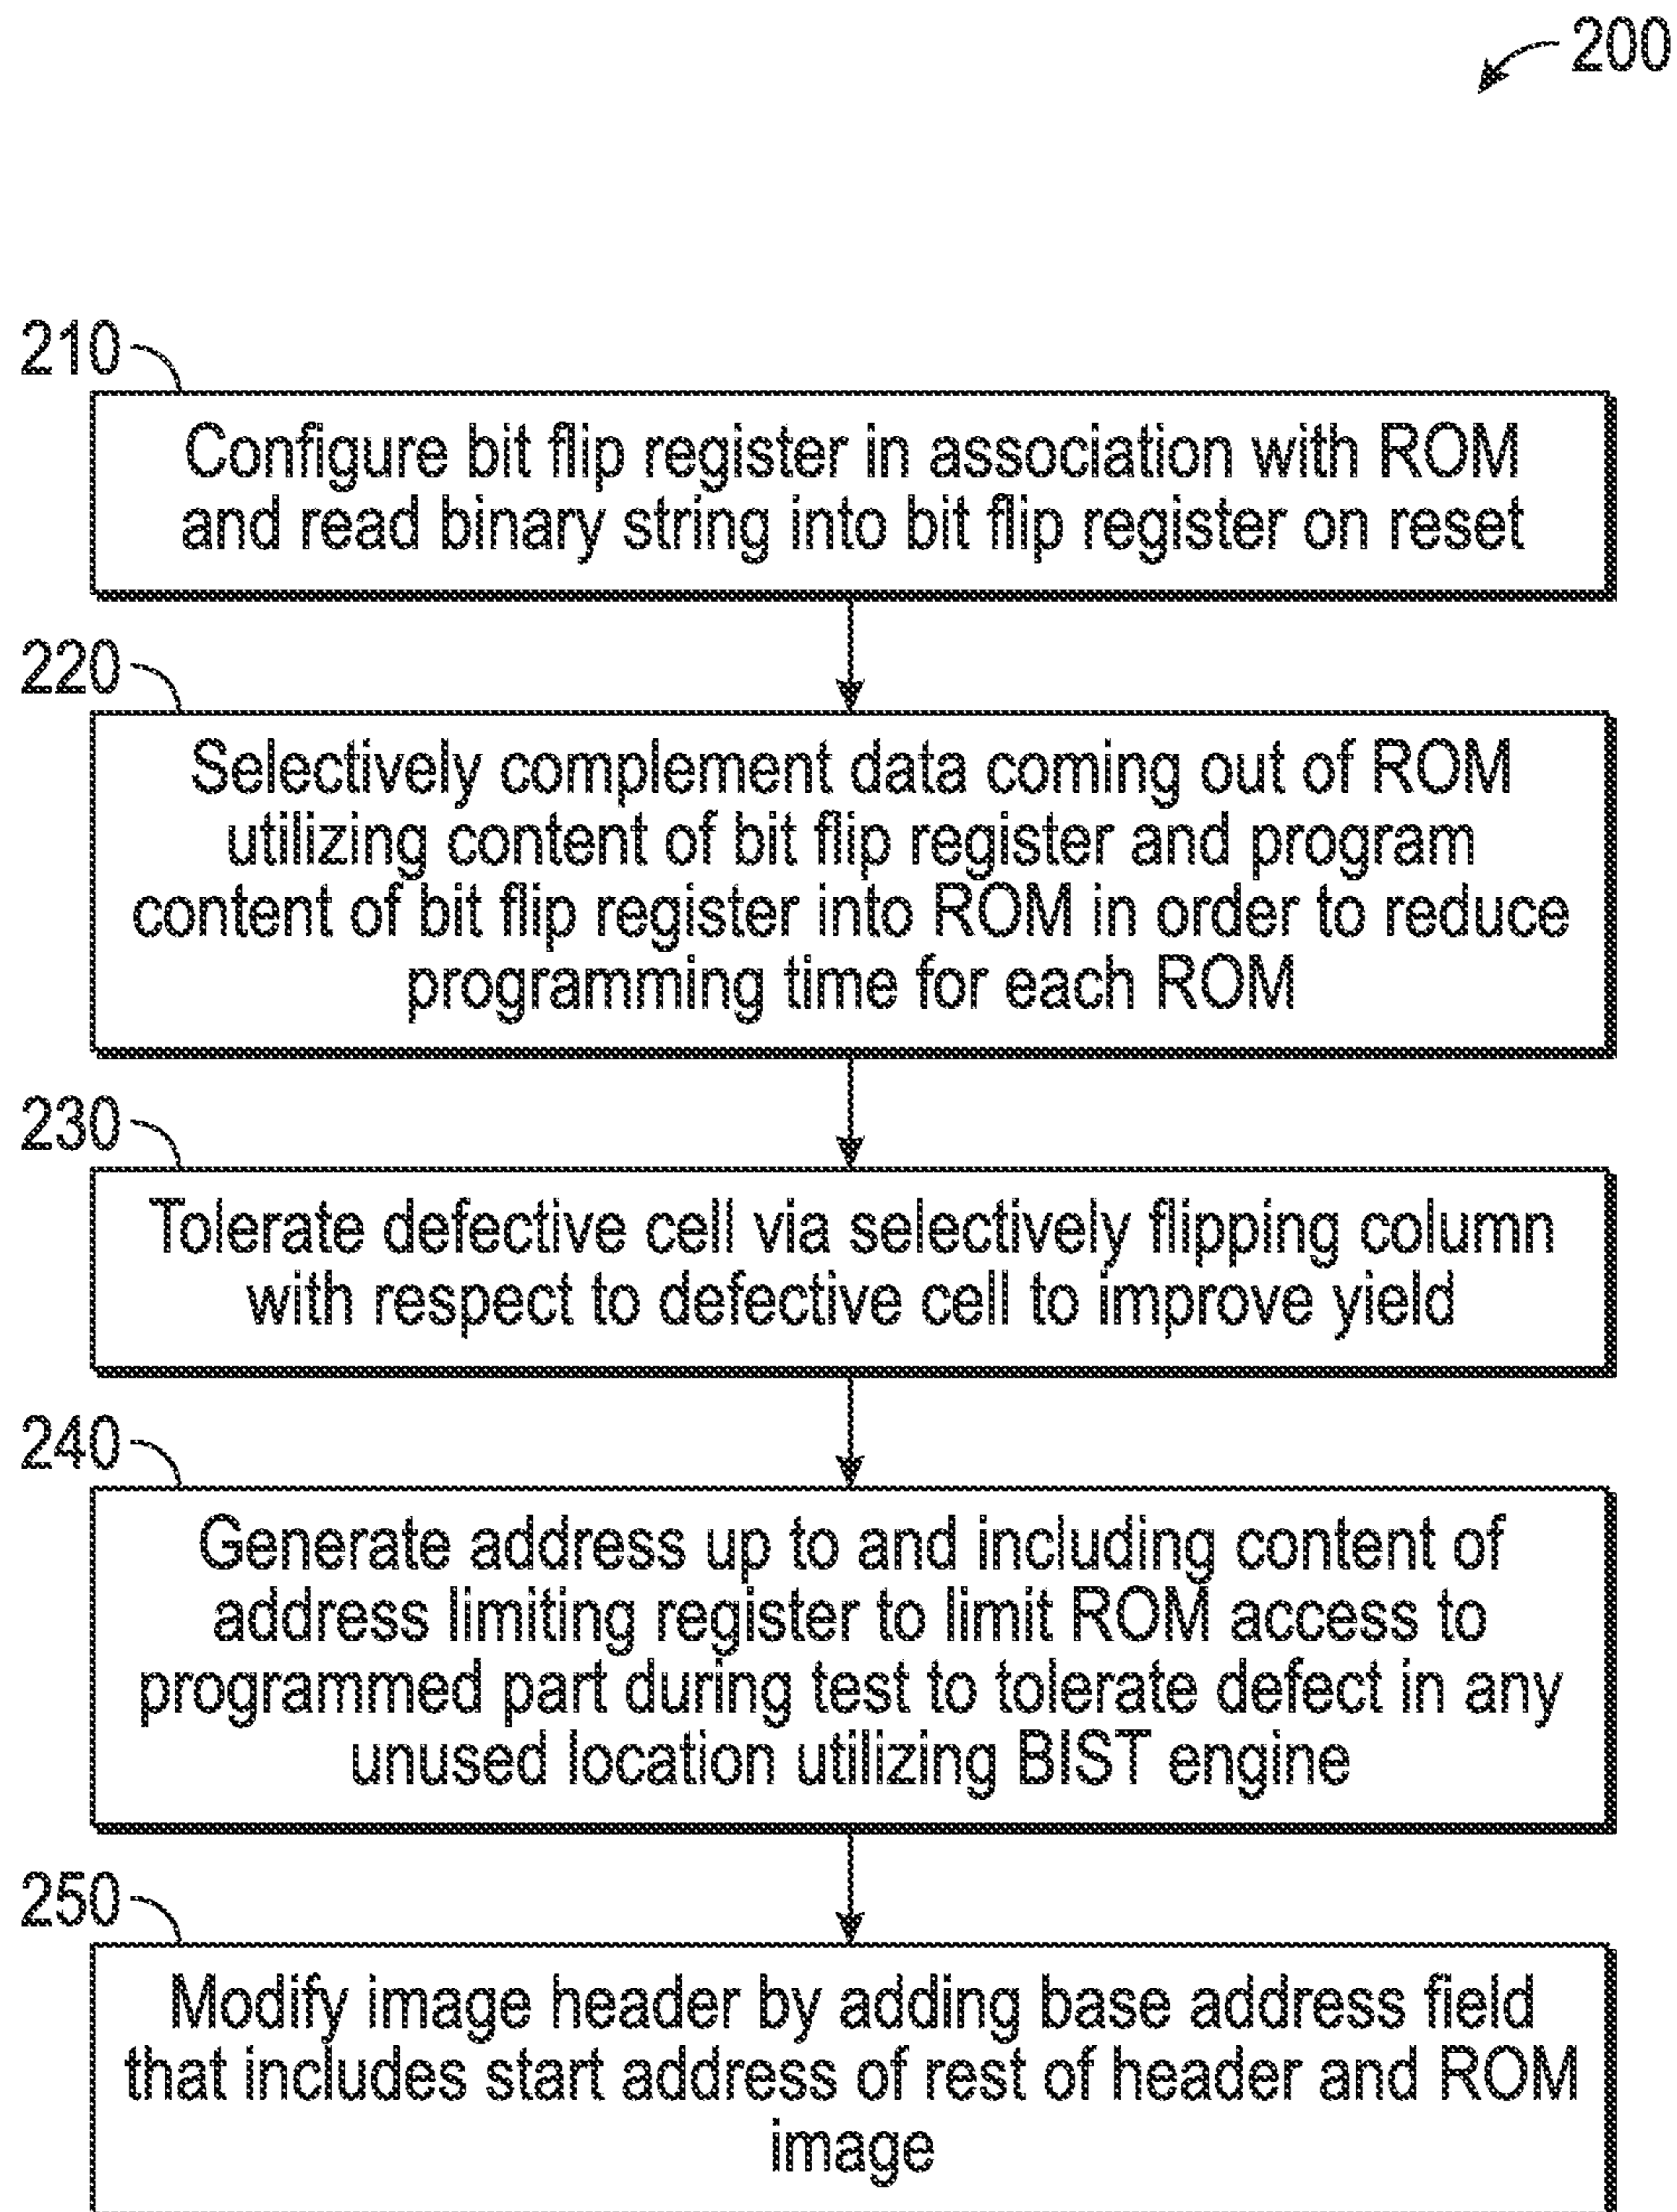 200
210
Configure bit flip register in association with ROM
and read binary string into bit flip register on reset
220
Selectively complement data coming out of ROM
utilizing content of bit flip register and program
content of bit flip register into ROM in order to reduce
programming time for each ROM
230
Tolerate defective cell via selectively flipping column
with respect to defective cell to improve yield
240
Generate address up to and including content of
address limiting register to limit ROM access to
programmed part during test to tolerate defect in any
unused location utilizing BIST engine
250
Modify image header by adding base address field
that includes start address of rest of header and ROM
image